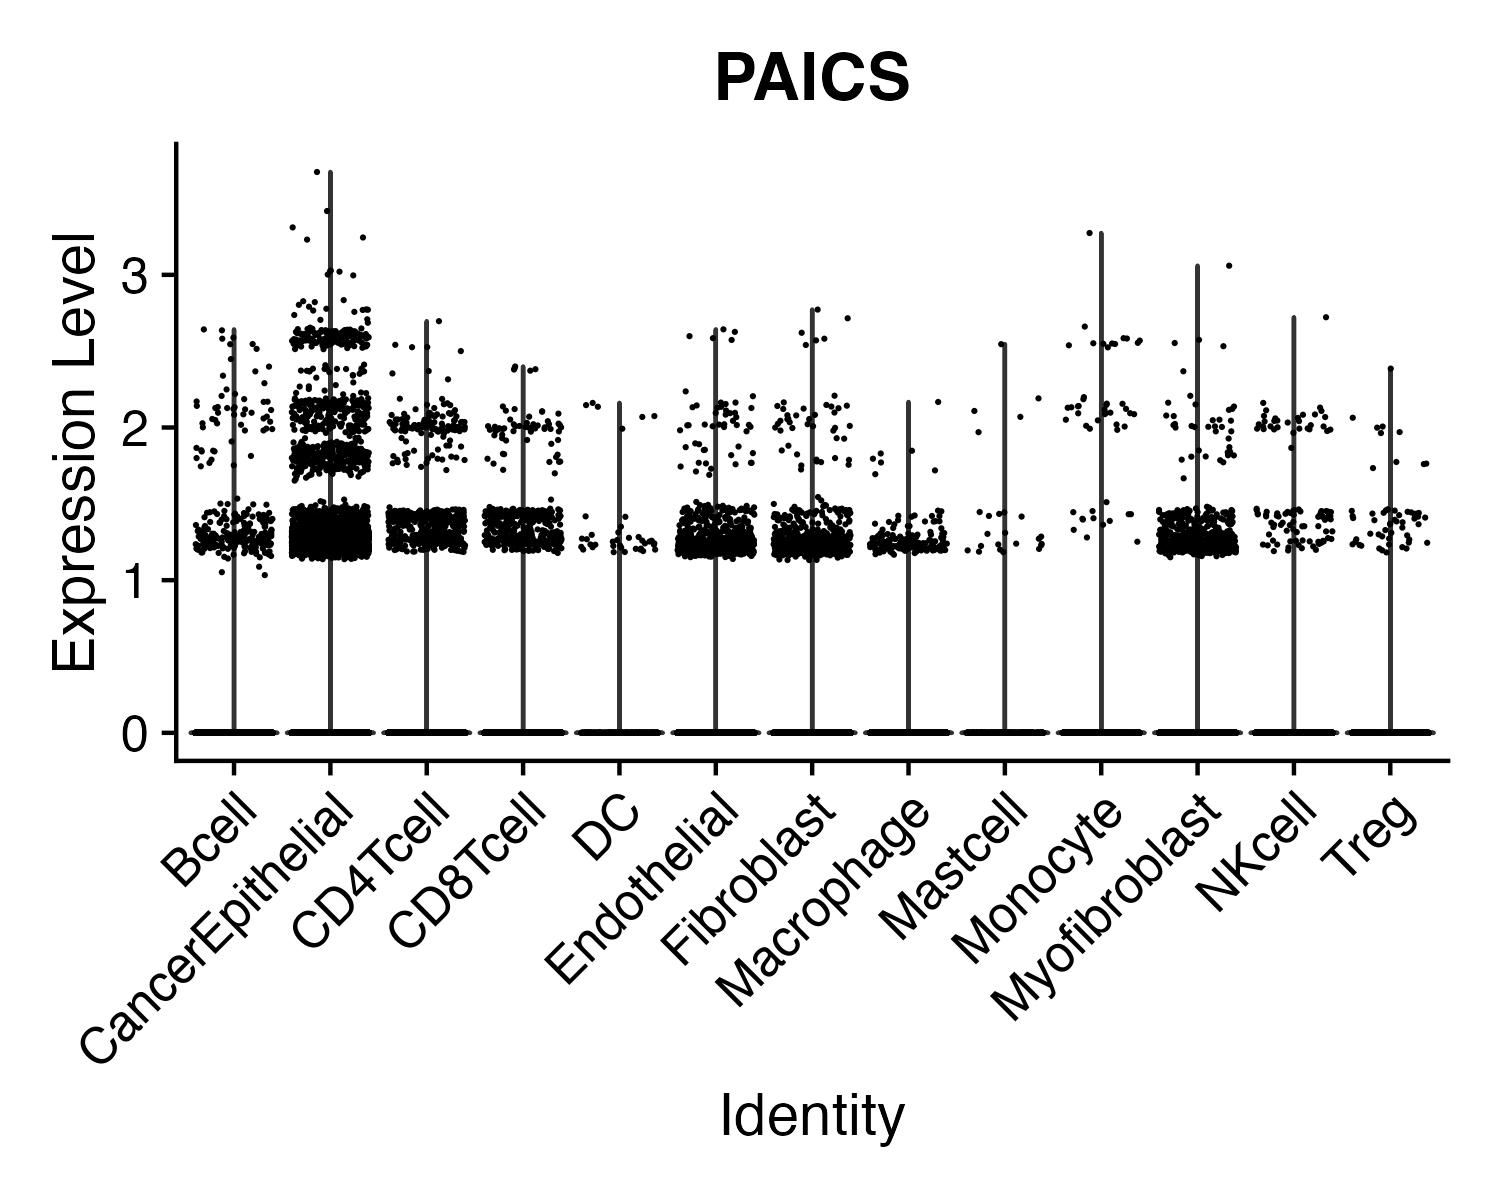 PAICS
Expression Level
3
2
1
0
Bcell
CancerEpithelial
CD4Tcell
CD8Tcell
DC
Endothelial
Fibroblast
Macrophage
Mastcell
Monocyte
Myofibroblast
NKcell
Treg
Identity